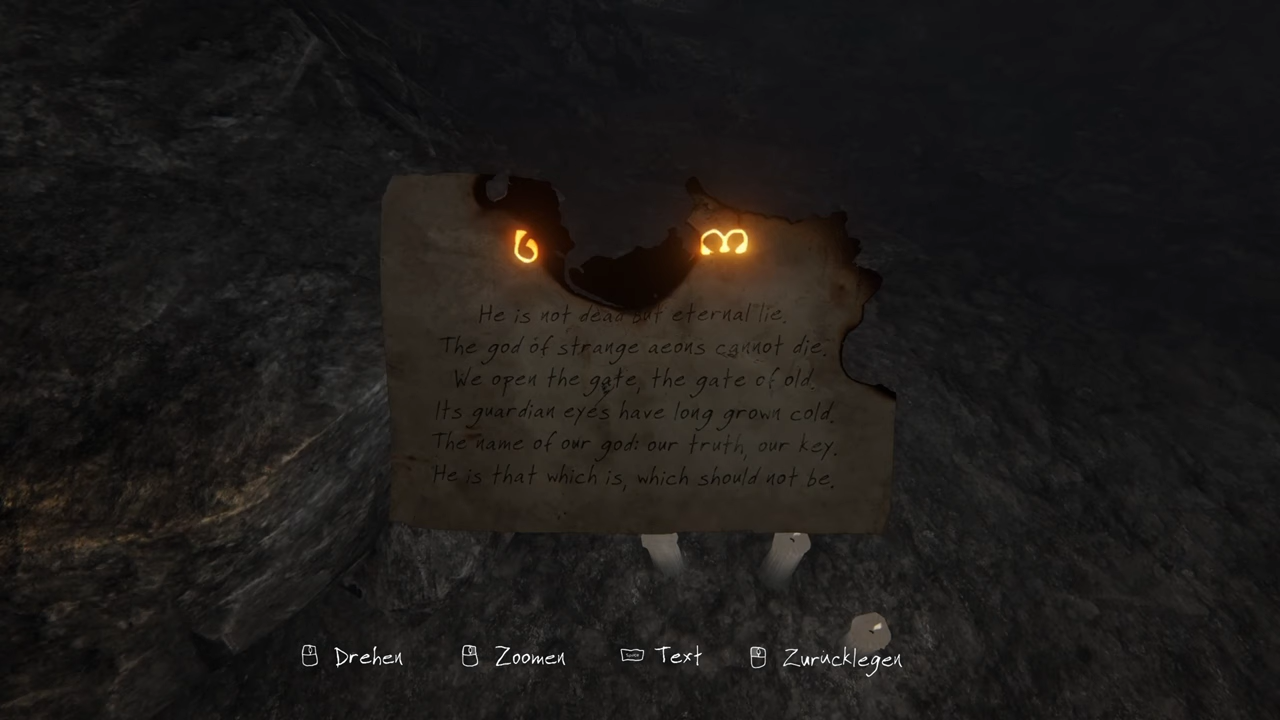 He is not dead but eternal lie.
The god of strange aeons cannot die.
We open the gate, the gate of old.
Its guardian eyes have long grown cold.
The name of our god: our truth, our key.
He is that which is, which should not be.
Drehen Zoomen Text Zurücklegen